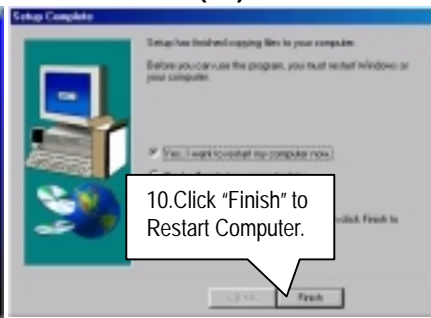 Setup Complete
Setup has finished copying files to your computer.
Before you can use the program, you must restart Windows or
your computer.
Yes, I want to restart my computer now.
10.Click “Finish” to
Restart Computer.
click Finish to
Finish